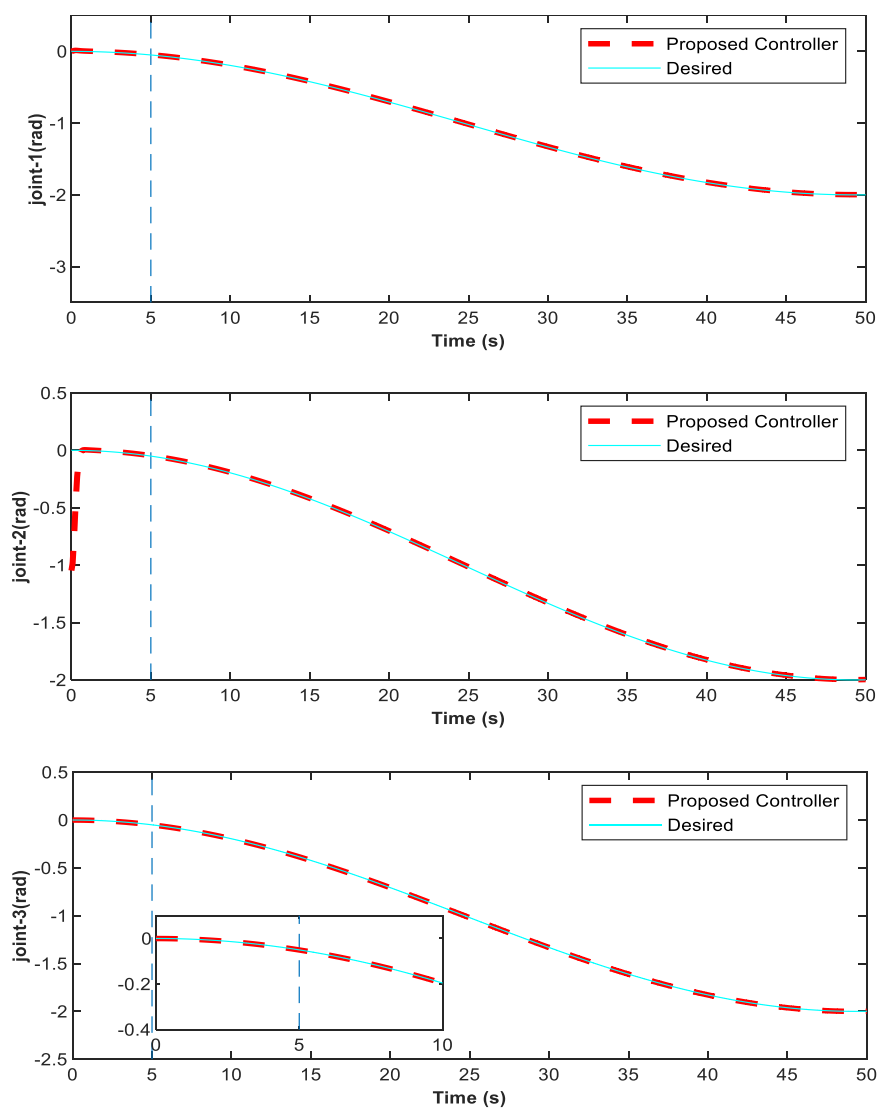 joint-1(rad)
0
-1
-2
-3
Proposed Controller
Desired
0 5 10 15 20 25 30 35 40 45 50
Time (s)
joint-2(rad)
0.5
0
-0.5
-1
-1.5
-2
Proposed Controller
Desired
0 5 10 15 20 25 30 35 40 45 50
Time (s)
joint-3(rad)
0.5
0
-0.5
-1
-1.5
-2
-2.5
Proposed Controller
Desired
0
-0.2
-0.4
0 5 10
0 5 10 15 20 25 30 35 40 45 50
Time (s)